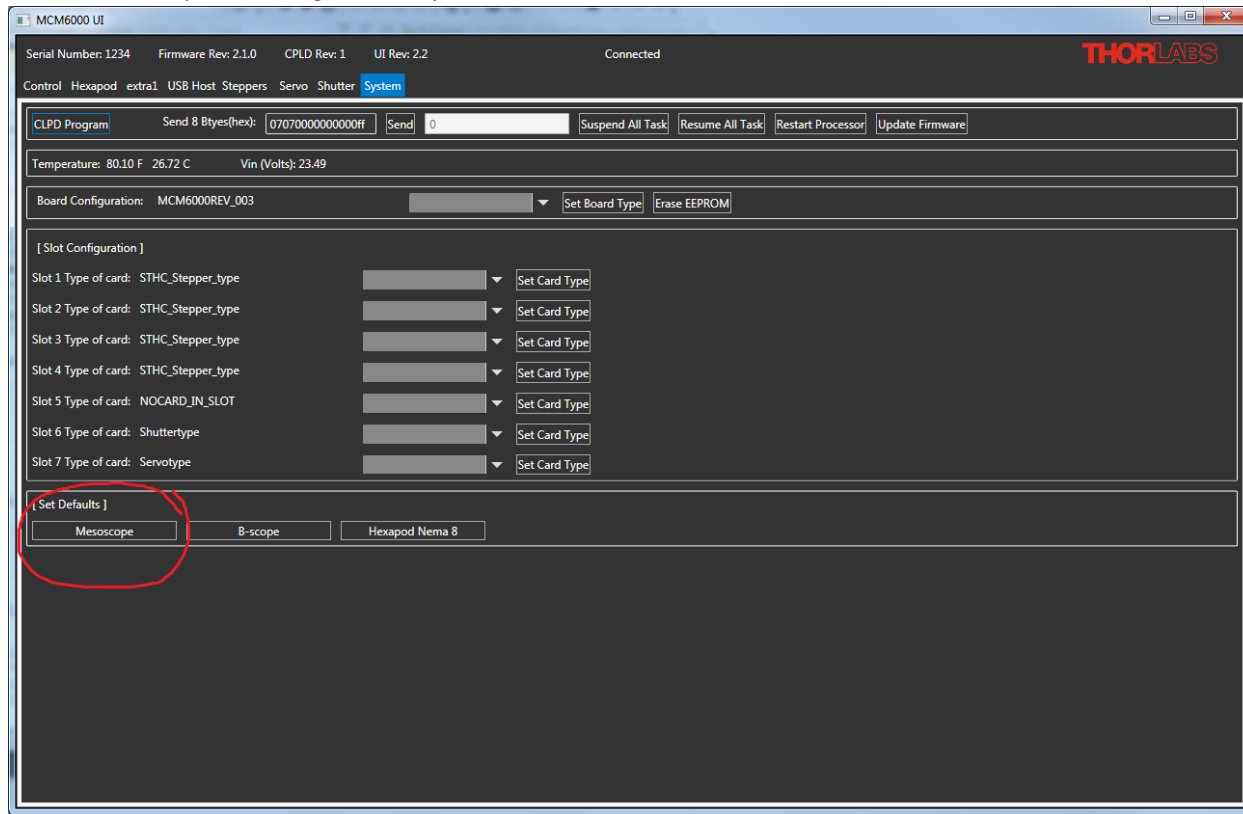 MCM6000 UI
Serial Number: 1234 Firmware Rev: 2.1.0 CPLD Rev: 1 UI Rev: 2.2 Connected THORLABS
Control Hexapod extra1 USB Host Steppers Servo Shutter System
CLPD Program Send 8 Btyes(hex): 07070000000000ff Send 0 Suspend All Task Resume All Task Restart Processor Update Firmware
Temperature: 80.10 F 26.72 C Vin (Volts): 23.49
Board Configuration: MCM6000REV_003 Set Board Type Erase EEPROM
[ Slot Configuration ]
Slot 1 Type of card: STHC_Stepper_type Set Card Type
Slot 2 Type of card: STHC_Stepper_type Set Card Type
Slot 3 Type of card: STHC_Stepper_type Set Card Type
Slot 4 Type of card: STHC_Stepper_type Set Card Type
Slot 5 Type of card: NOCARD_IN_SLOT Set Card Type
Slot 6 Type of card: Shuttertype Set Card Type
Slot 7 Type of card: Servotype Set Card Type
[ Set Defaults ]
Mesoscope B-scope Hexapod Nema 8